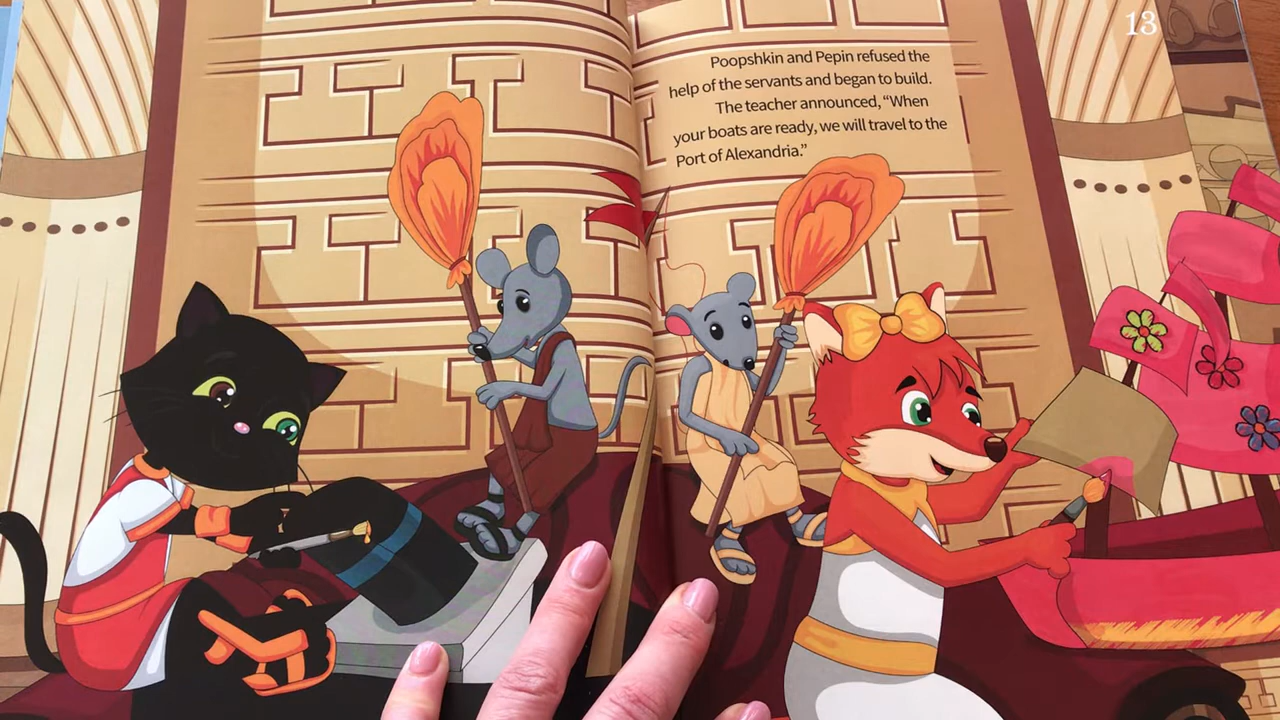 13
Poopshkin and Pepin refused the
help of the servants and began to build.
The teacher announced, “When
your boats are ready, we will travel to the
Port of Alexandria.”